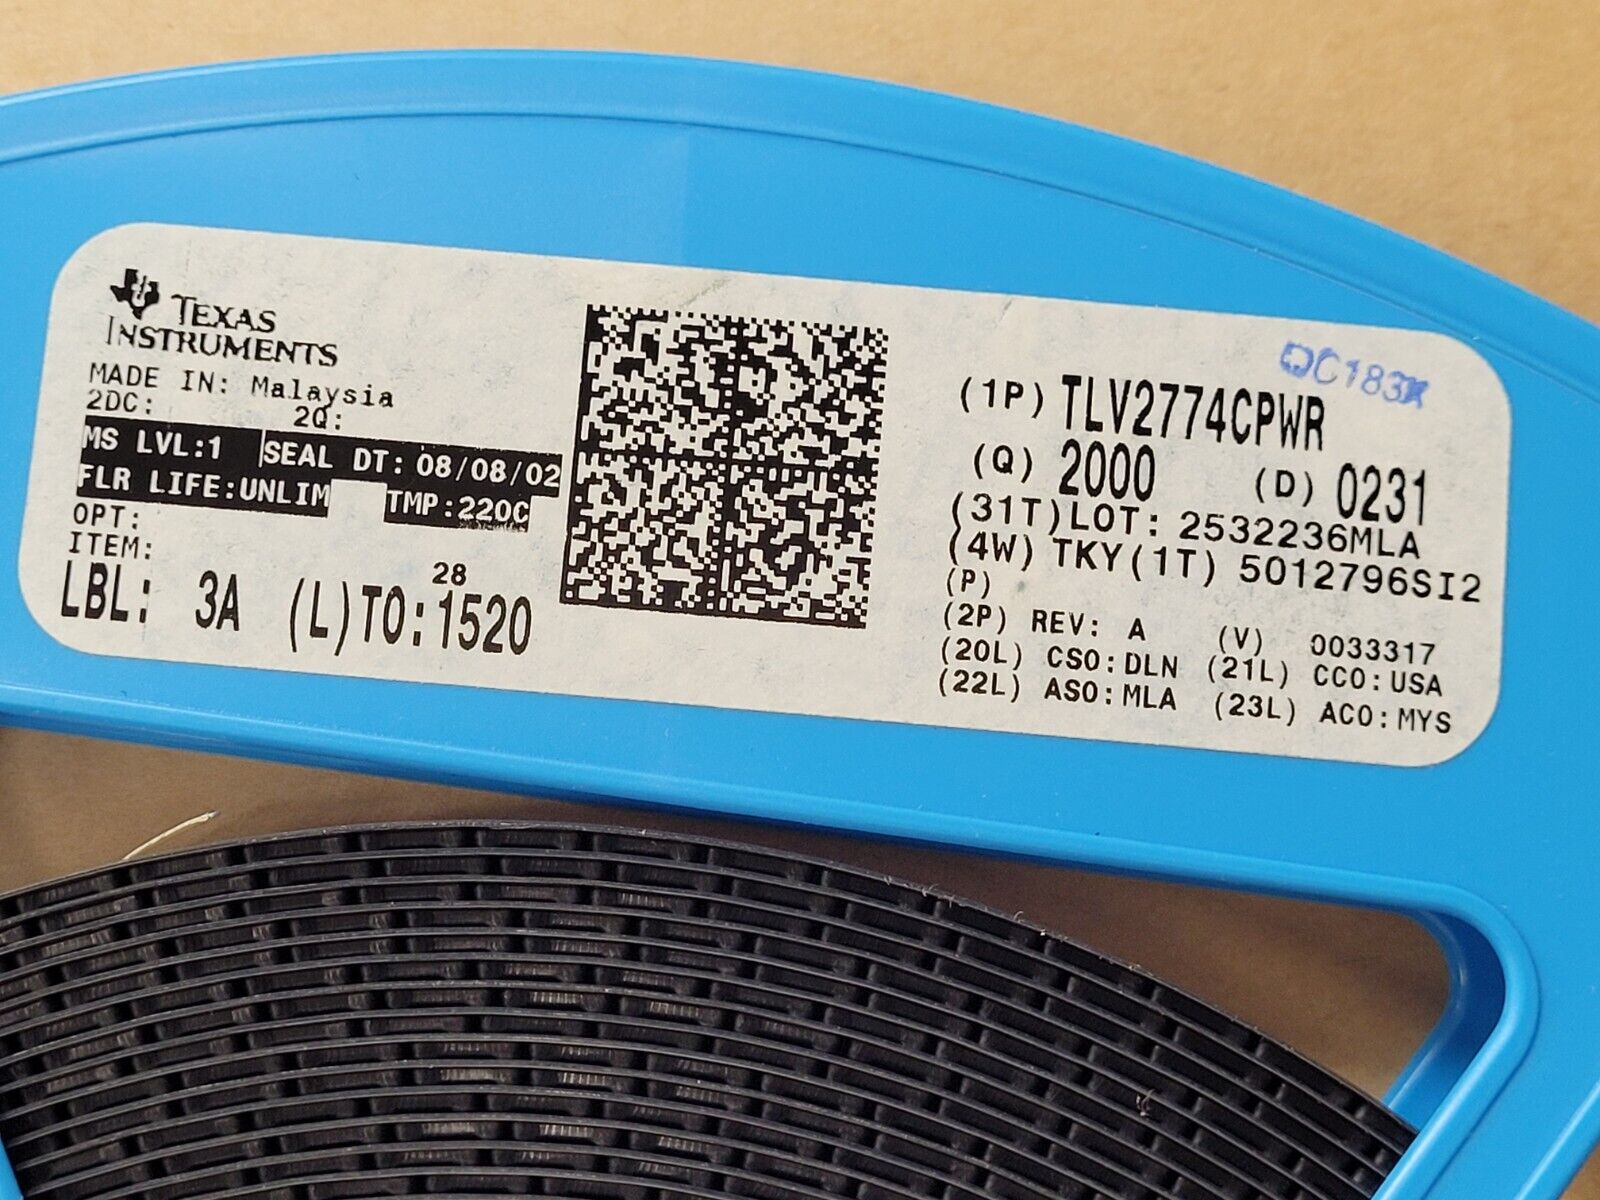 TEXAS
INSTRUMENTS
MADE IN: Malaysia
2DC: 2Q:
MS LVL:1 SEAL DT: 08/08/02
FLR LIFE:UNLIM TMP:220C
OPT:
ITEM:
28
LBL: 3A (L)TO:1520
QC183
(1P) TLV2774CPWR
(Q) 2000 (D) 0231
(31T)LOT: 2532236MLA
(4W) TKY(1T) 5012796SI2
(P)
(2P) REV: A (V) 0033317
(20L) CSO:DLN (21L) CCO:USA
(22L) ASO:MLA (23L) ACO:MYS